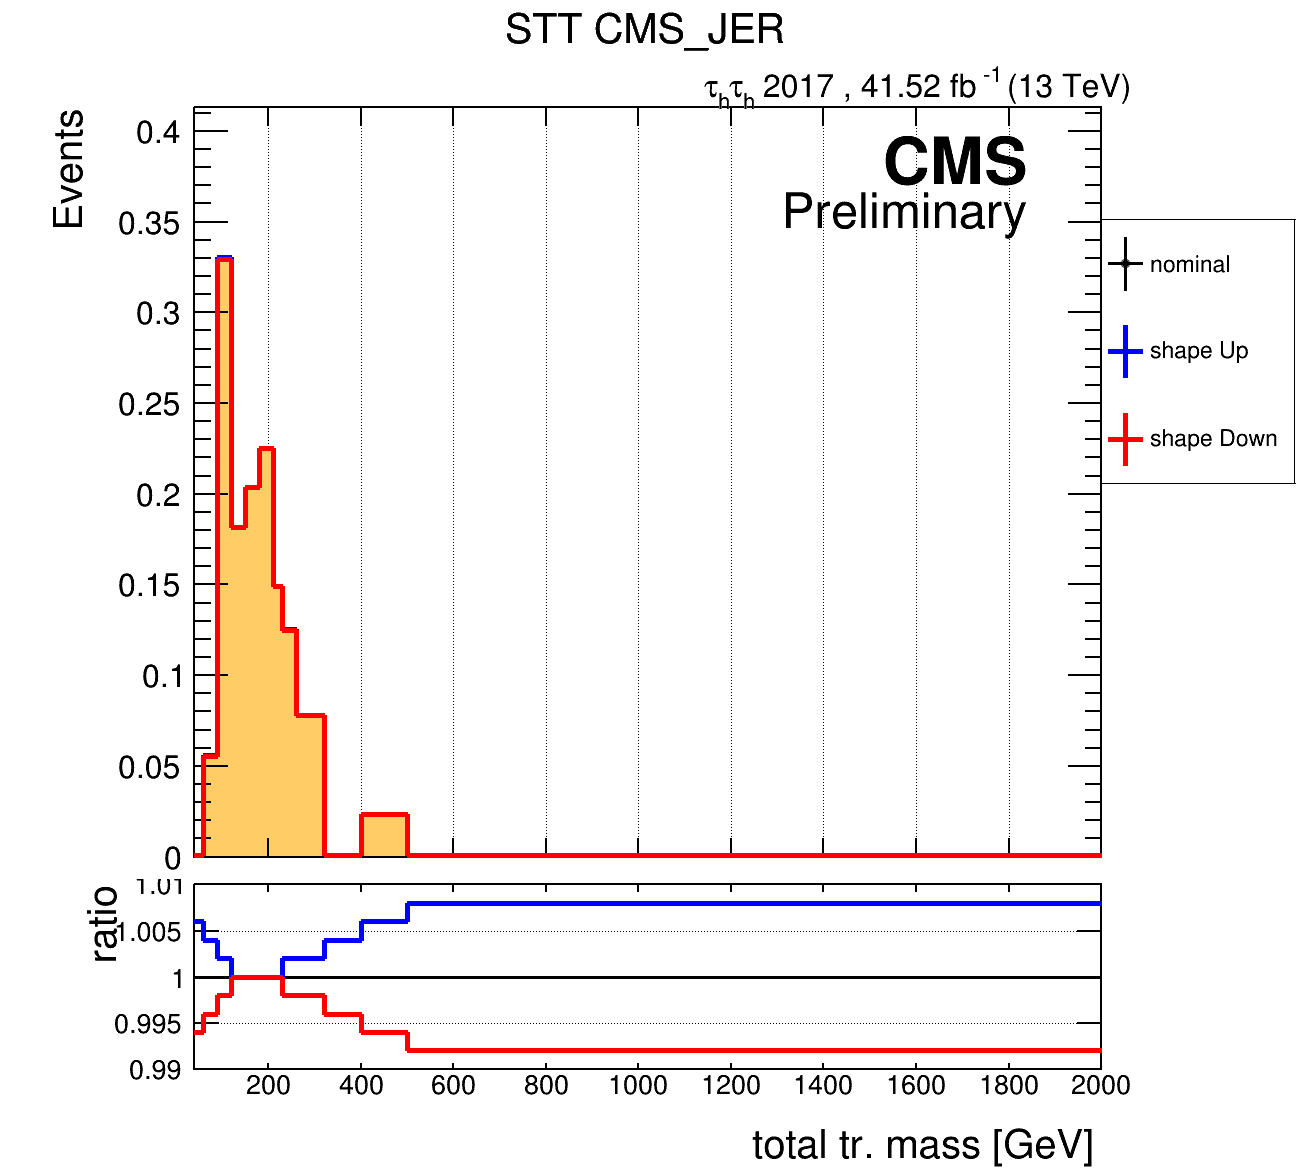 STT CMS_JER
τhτh 2017 , 41.52 fb -1 (13 TeV)
Events
0.4
0.35
0.3
0.25
0.2
0.15
0.1
0.05
0
CMS
Preliminary
nominal
shape Up
shape Down
ratio
1.01
1.005
1
0.995
0.99
200 400 600 800 1000 1200 1400 1600 1800 2000
total tr. mass [GeV]